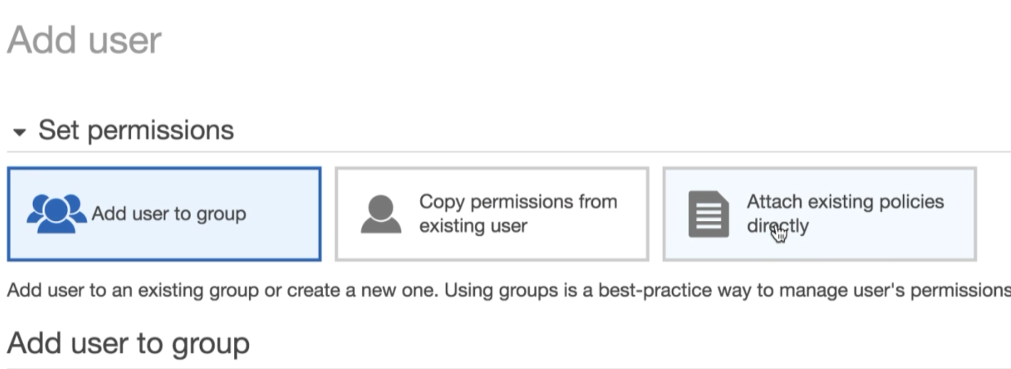 Add user
Set permissions
Add user to group
Copy permissions from
existing user
Attach existing policies
directly
Add user to an existing group or create a new one. Using groups is a best-practice way to manage user's permissions
Add user to group